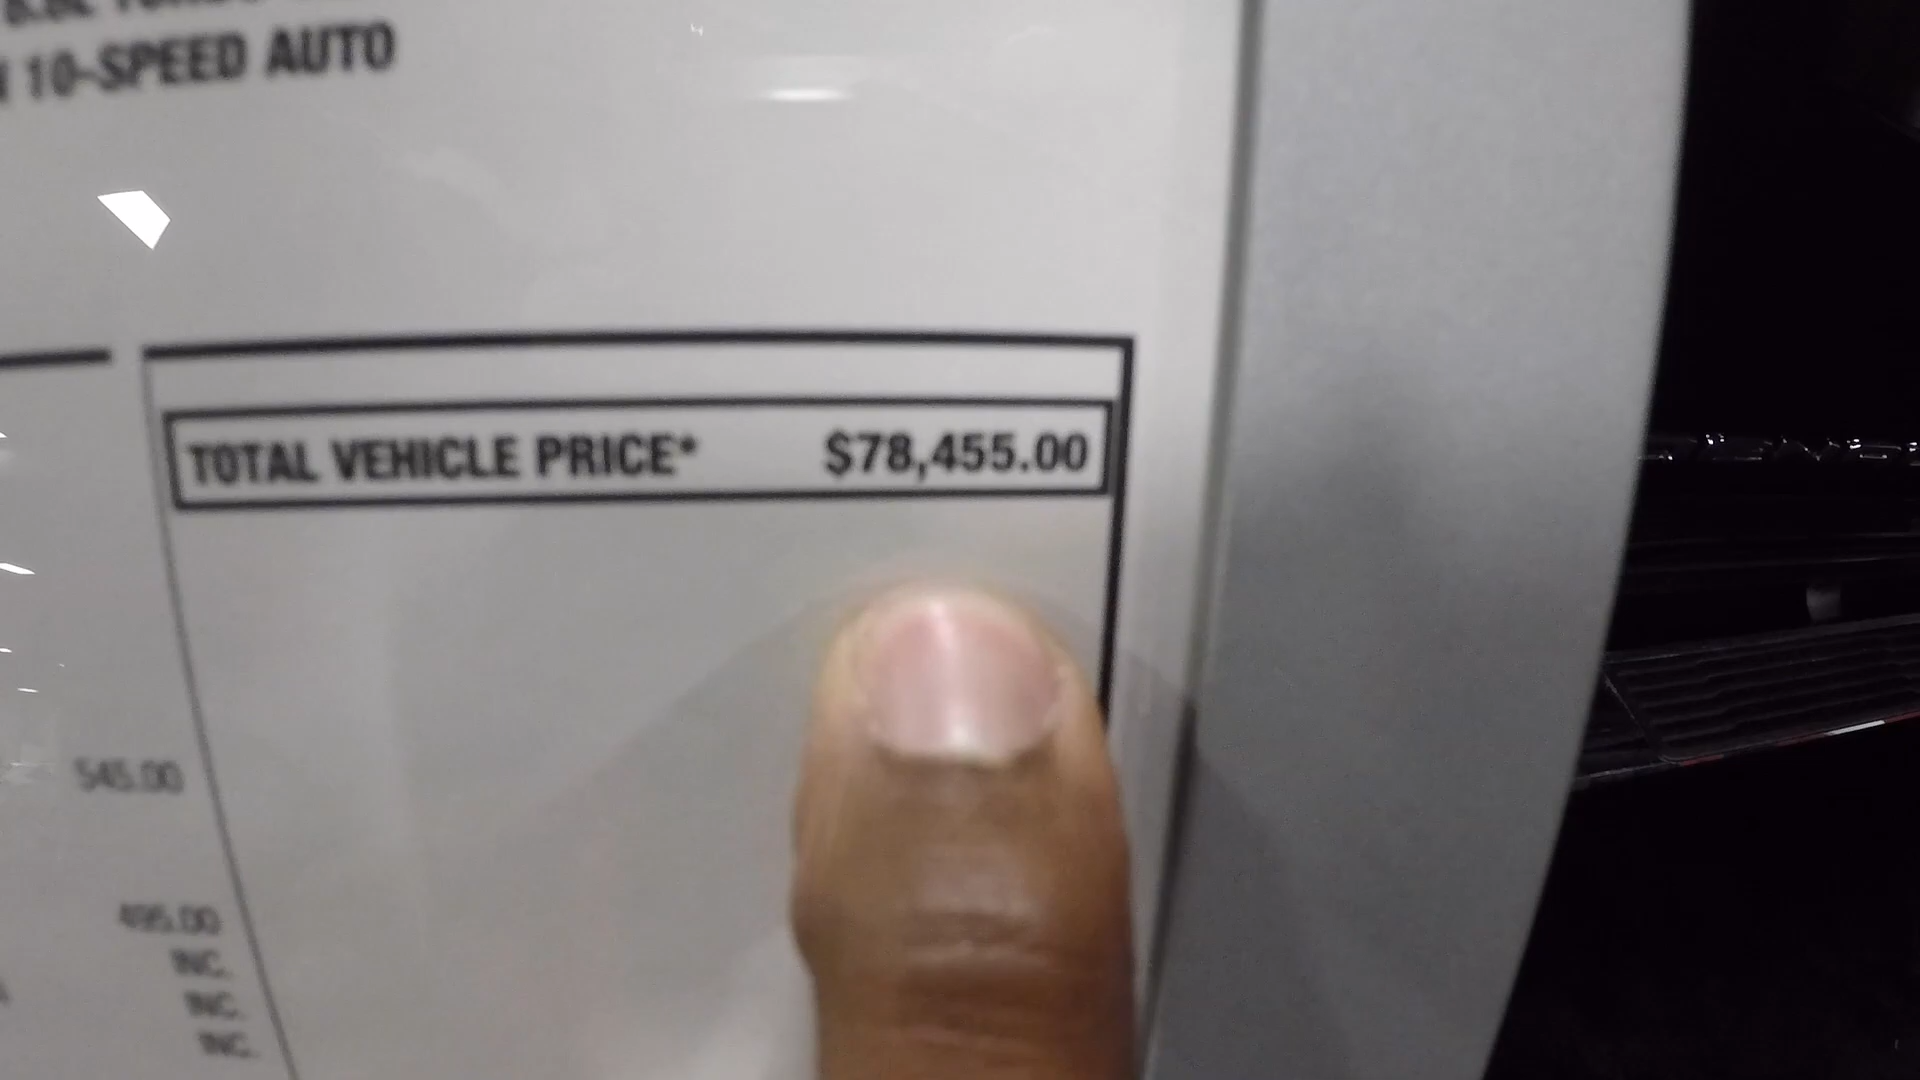 10-SPEED AUTO
TOTAL VEHICLE PRICE* $78,455.00
545.00
495.00
INC.
INC.
INC.